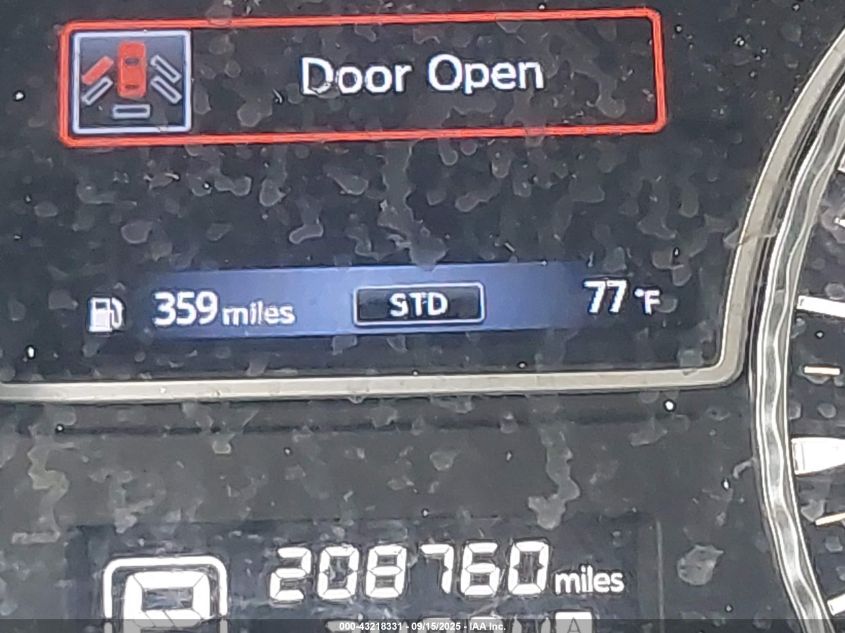 Door Open
359 miles STD 77 °F
208760 miles
000-43218331 - 09/15/2025 - IAA Inc.